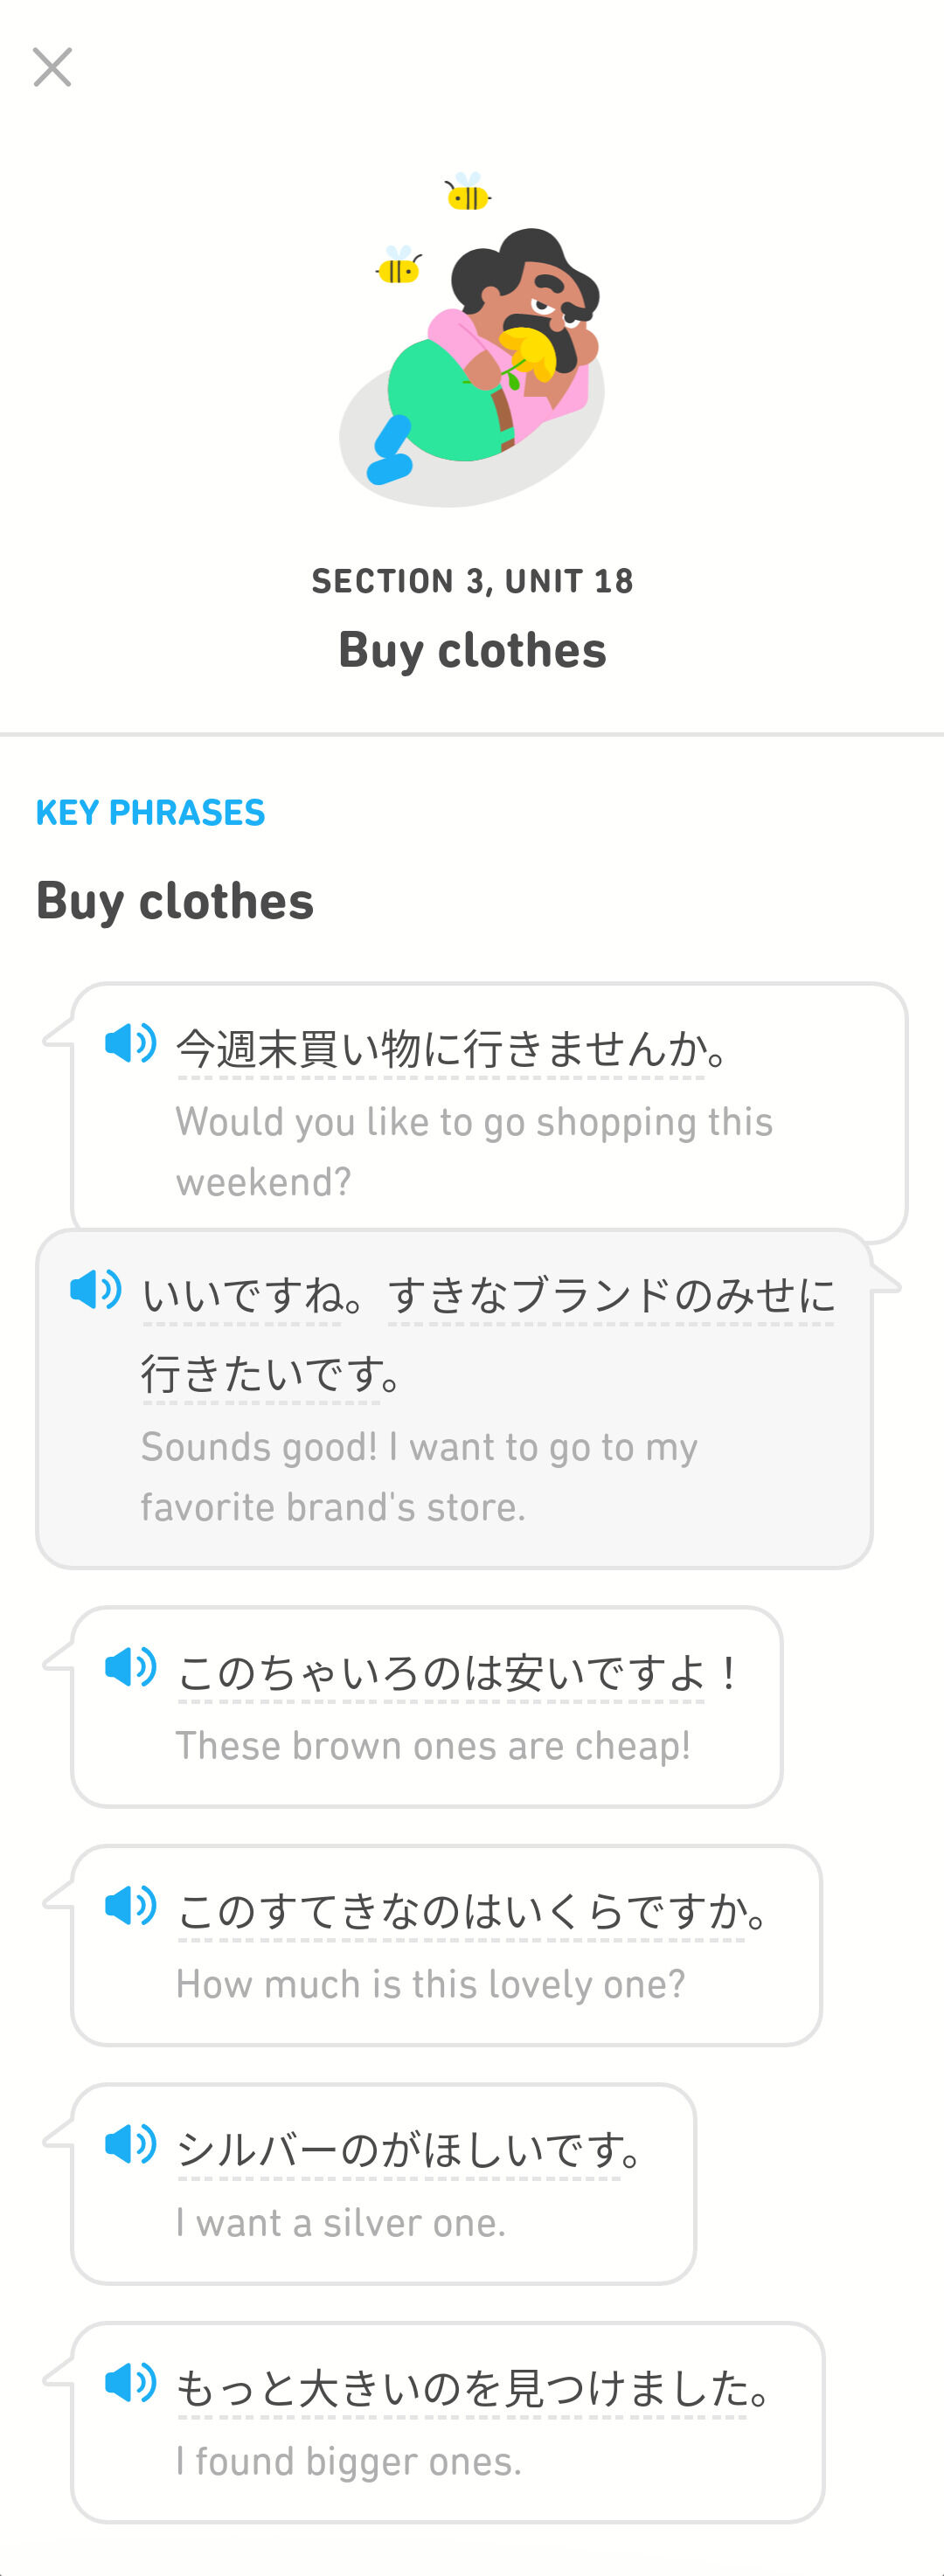 SECTION 3, UNIT 18
Buy clothes
KEY PHRASES
Buy clothes
今週末買い物に行きませんか。
Would you like to go shopping this
weekend?
いいですね。すきなブランドのみせに
行きたいです。
Sounds good! I want to go to my
favorite brand's store.
このちゃいろのは安いですよ！
These brown ones are cheap!
このすてきなのはいくらですか。
How much is this lovely one?
シルバーのがほしいです。
I want a silver one.
もっと大きいのを見つけました。
I found bigger ones.